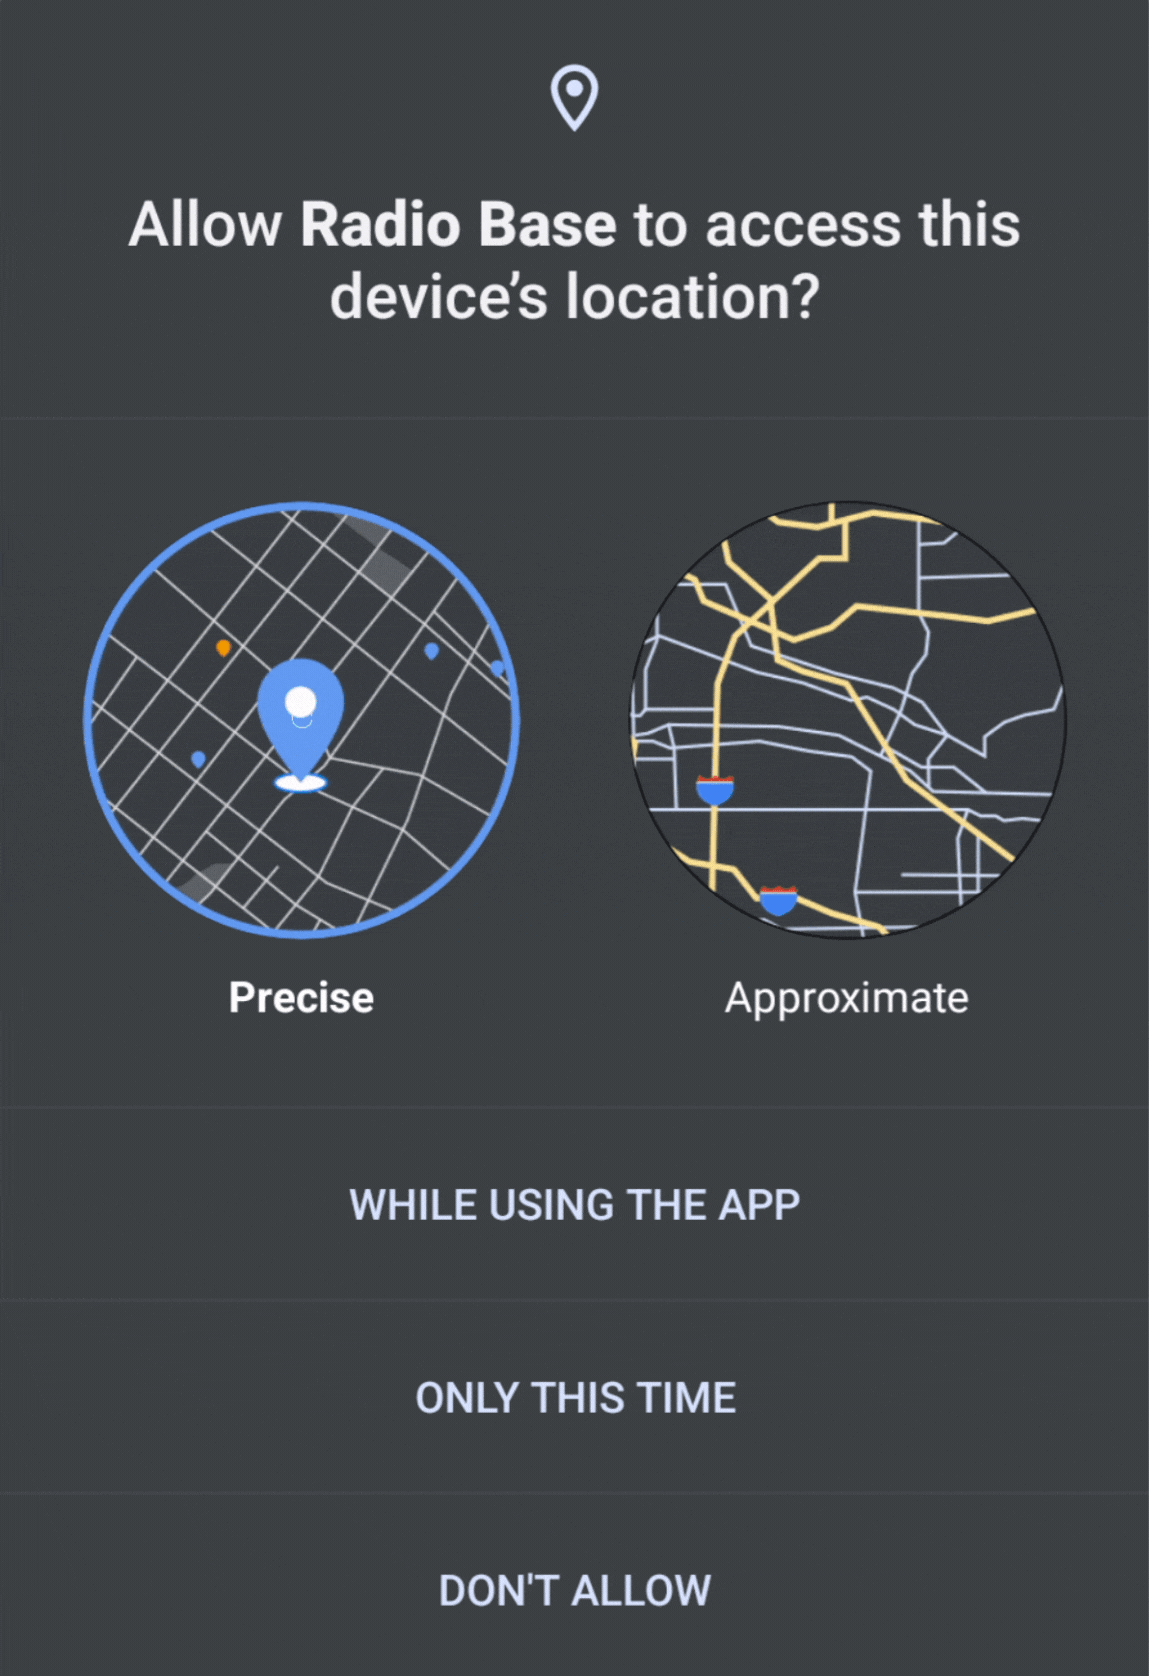 Allow Radio Base to access this
device’s location?
Precise
Approximate
WHILE USING THE APP
ONLY THIS TIME
DON'T ALLOW